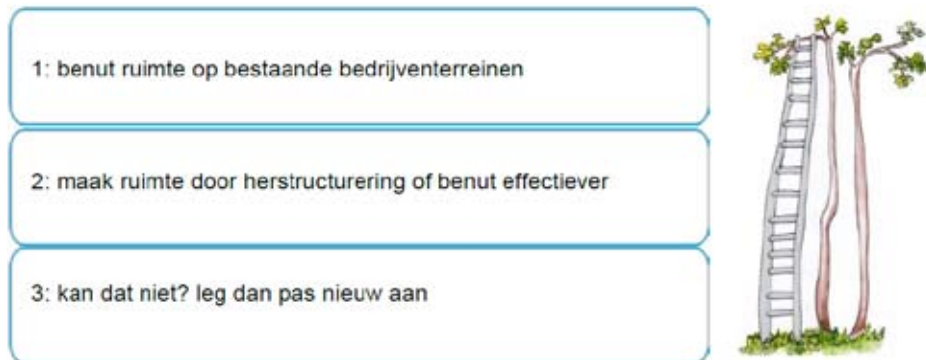 1: benut ruimte op bestaande bedrijventerreinen
2: maak ruimte door herstructurering of benut effectiever
3: kan dat niet? leg dan pas nieuw aan